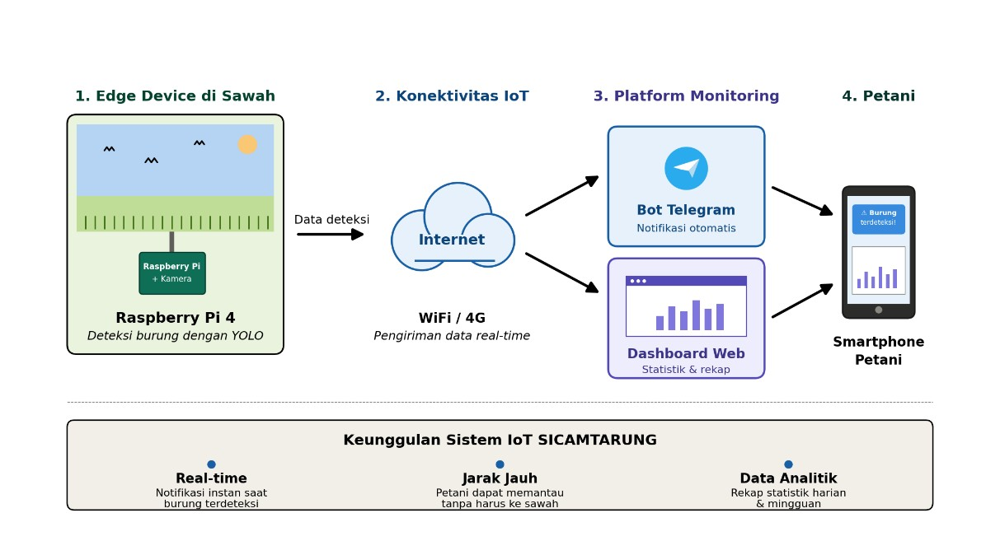 1. Edge Device di Sawah
2. Konektivitas IoT
3. Platform Monitoring
4. Petani
Raspberry Pi
+ Kamera
Raspberry Pi 4
Deteksi burung dengan YOLO
Data deteksi
Internet
WiFi / 4G
Pengiriman data real-time
Bot Telegram
Notifikasi otomatis
Dashboard Web
Statistik & rekap
⚠ Burung
terdeteksi!
Smartphone
Petani
Keunggulan Sistem IoT SICAMTARUNG
Real-time
Notifikasi instan saat
burung terdeteksi
Jarak Jauh
Petani dapat memantau
tanpa harus ke sawah
Data Analitik
Rekap statistik harian
& mingguan